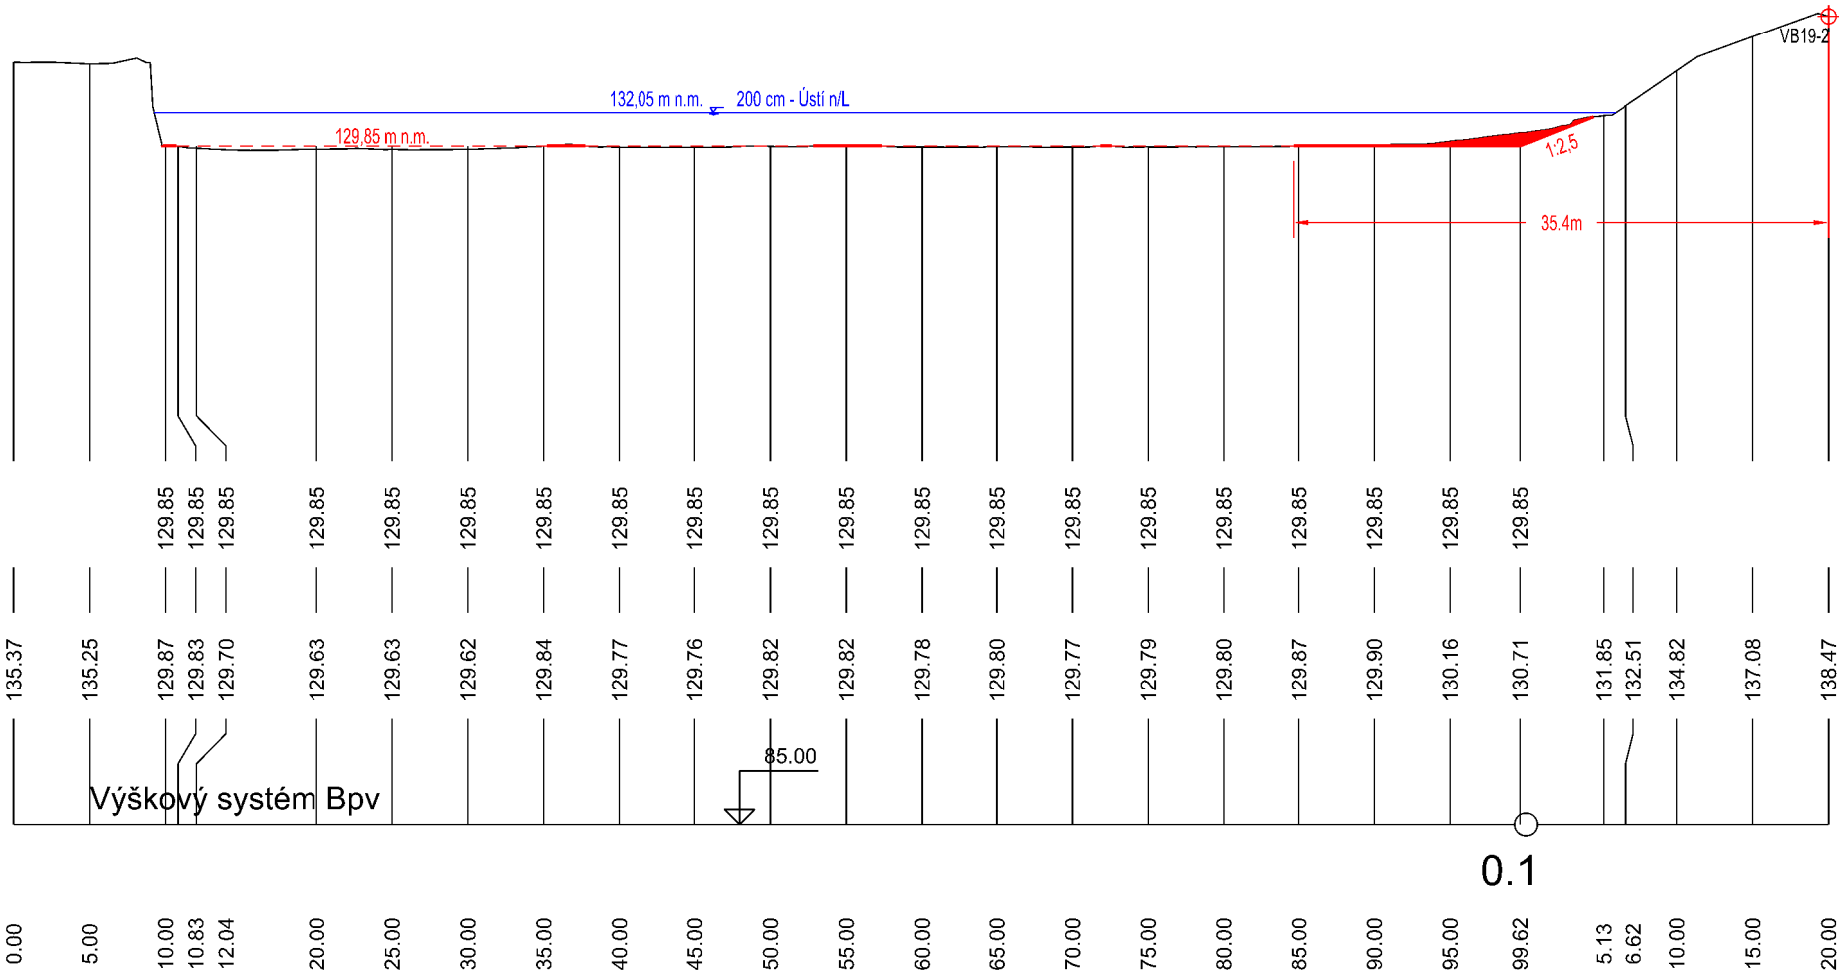 VB19-2
132,05 m n.m. 200 cm - Ústí n/L
129,85 m n.m.
1:2,5
35.4m
129.85 129.85 129.85 129.85 129.85 129.85 129.85 129.85 129.85 129.85 129.85 129.85 129.85 129.85 129.85 129.85 129.85 129.85 129.85 129.85
135.37 135.25 129.87 129.83 129.70 129.63 129.63 129.62 129.84 129.77 129.76 129.82 129.82 129.78 129.80 129.77 129.79 129.80 129.87 129.90 130.16 130.71 131.85 132.51 134.82 137.08 138.47
85.00
Výškový systém Bpv
0.1
0.00 5.00 10.00 10.83 12.04 20.00 25.00 30.00 35.00 40.00 45.00 50.00 55.00 60.00 65.00 70.00 75.00 80.00 85.00 90.00 95.00 99.62 5.13 6.62 10.00 15.00 20.00